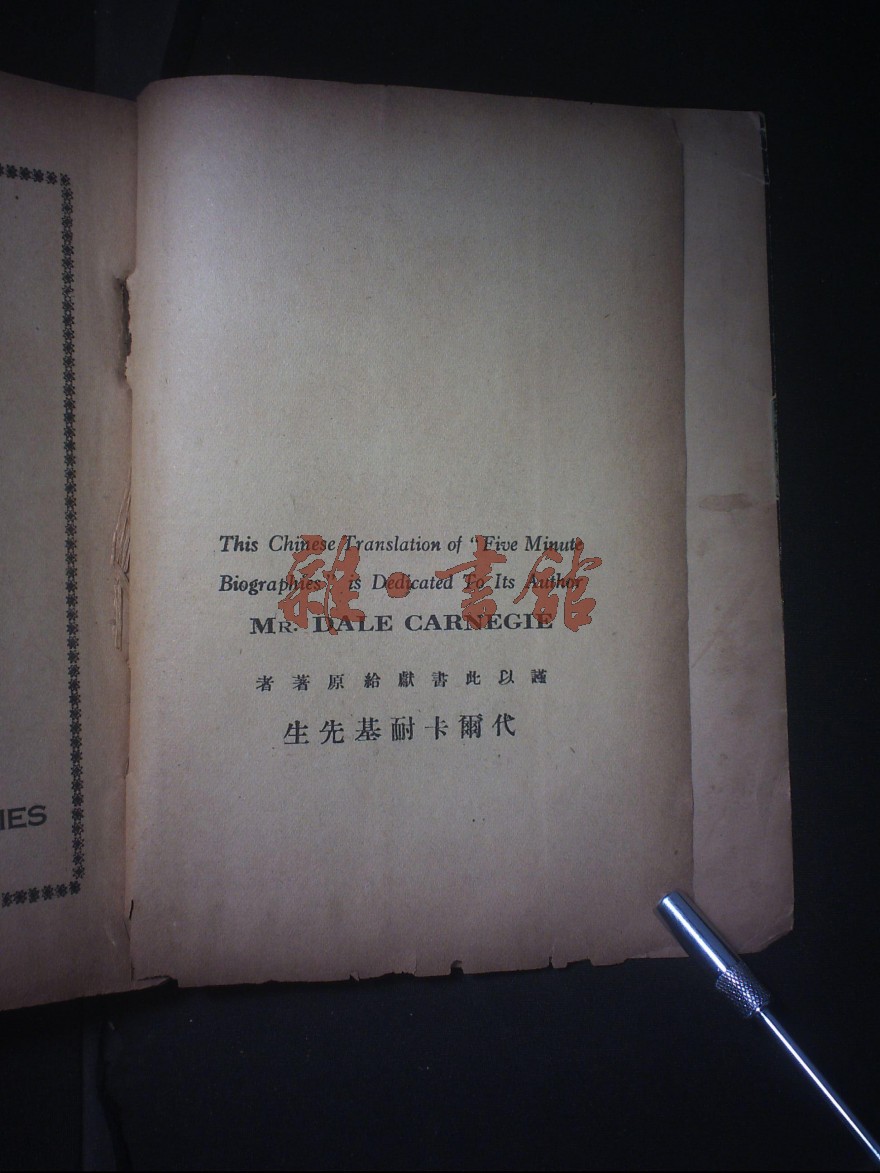 IES
This Chinese Translation of "Five Minute
Biographies" is Dedicated To Its Author
MR. DALE CARNEGIE
謹以此書獻給原著者
代爾卡耐基先生
雜·書館